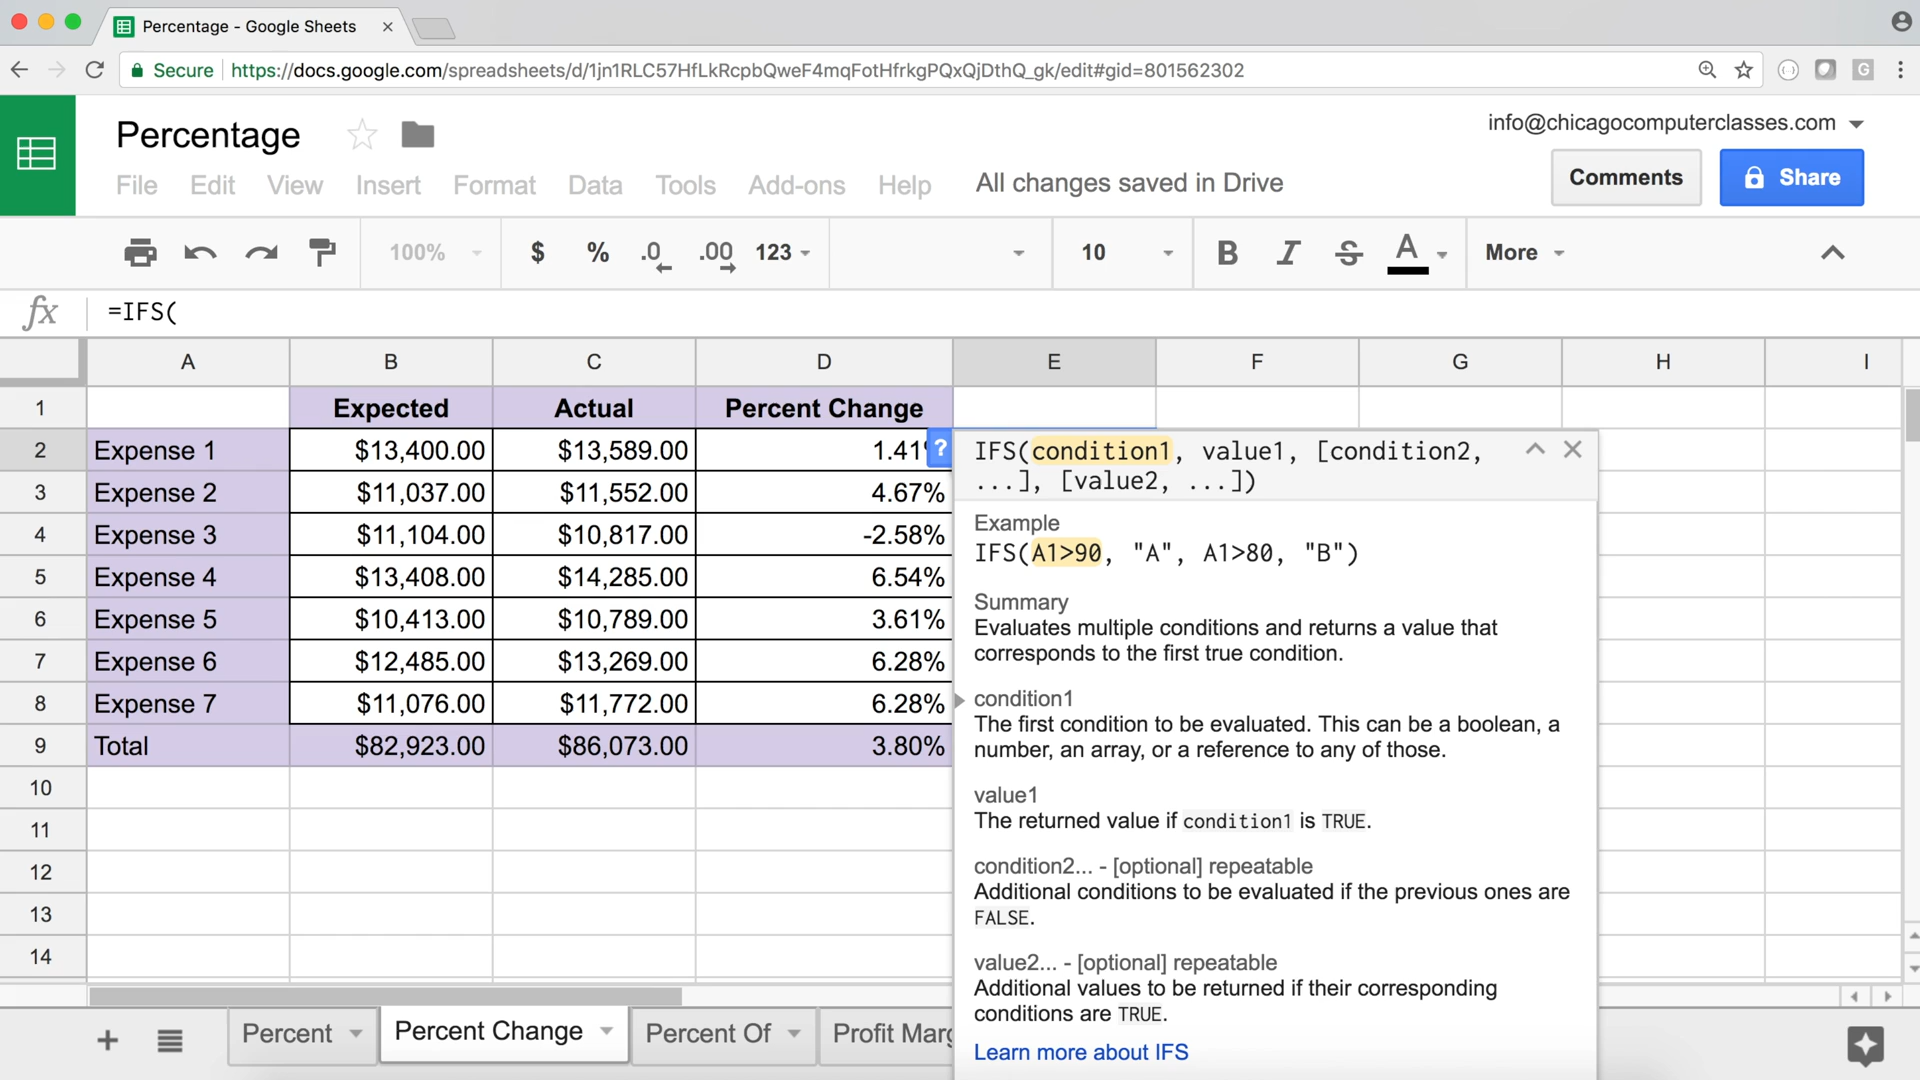 Percentage - Google Sheets
Secure https://docs.google.com/spreadsheets/d/1jn1RLC57HfLkRcpbQweF4mqFotHfrkgPQxQjDthQ_gk/edit#gid=801562302
G
Percentage
info@chicagocomputerclasses.com
File Edit View Insert Format Data Tools Add-ons Help All changes saved in Drive
Comments Share
100% $ % .0 .00 123 10 B I S A More
fx =IFS(
A B C D E F G H I
1 Expected Actual Percent Change
2 Expense 1 $13,400.00 $13,589.00 1.41 ?
3 Expense 2 $11,037.00 $11,552.00 4.67%
4 Expense 3 $11,104.00 $10,817.00 -2.58%
5 Expense 4 $13,408.00 $14,285.00 6.54%
6 Expense 5 $10,413.00 $10,789.00 3.61%
7 Expense 6 $12,485.00 $13,269.00 6.28%
8 Expense 7 $11,076.00 $11,772.00 6.28%
9 Total $82,923.00 $86,073.00 3.80%
10
11
12
13
14
IFS(condition1, value1, [condition2,
...], [value2, ...])
Example
IFS(A1>90, "A", A1>80, "B")
Summary
Evaluates multiple conditions and returns a value that
corresponds to the first true condition.
condition1
The first condition to be evaluated. This can be a boolean, a
number, an array, or a reference to any of those.
value1
The returned value if condition1 is TRUE.
condition2... - [optional] repeatable
Additional conditions to be evaluated if the previous ones are
FALSE.
value2... - [optional] repeatable
Additional values to be returned if their corresponding
conditions are TRUE.
Learn more about IFS
Percent Percent Change Percent Of Profit Marg